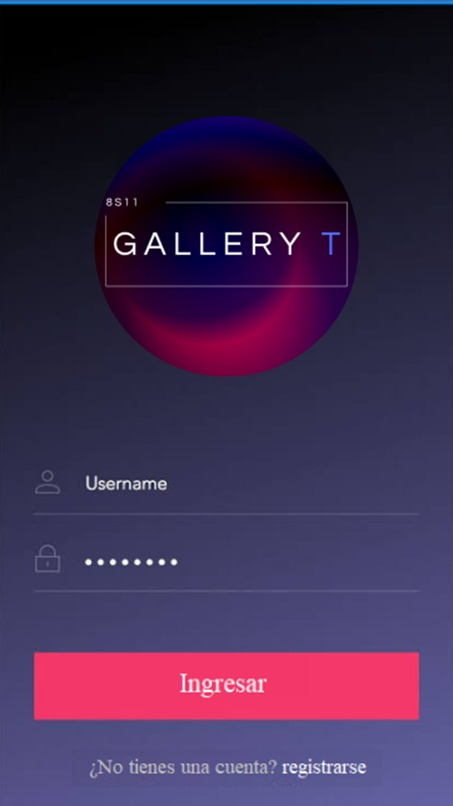 8S11
GALLERY T
Username
••••••••
Ingresar
¿No tienes una cuenta? registrarse